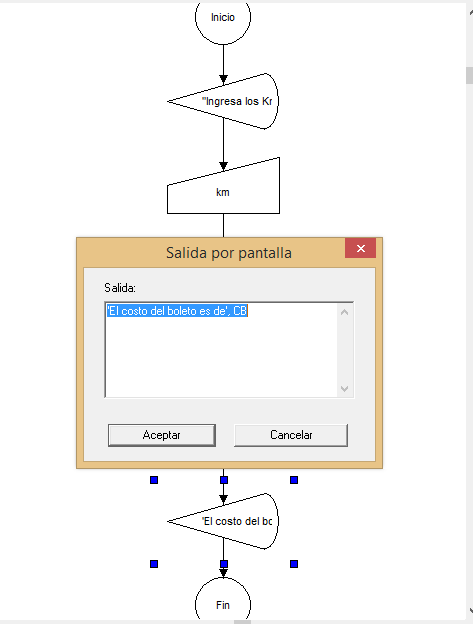 Inicio
"Ingresa los Kr
km
Salida por pantalla
Salida:
'El costo del boleto es de', CB
Aceptar
Cancelar
'El costo del bc
Fin